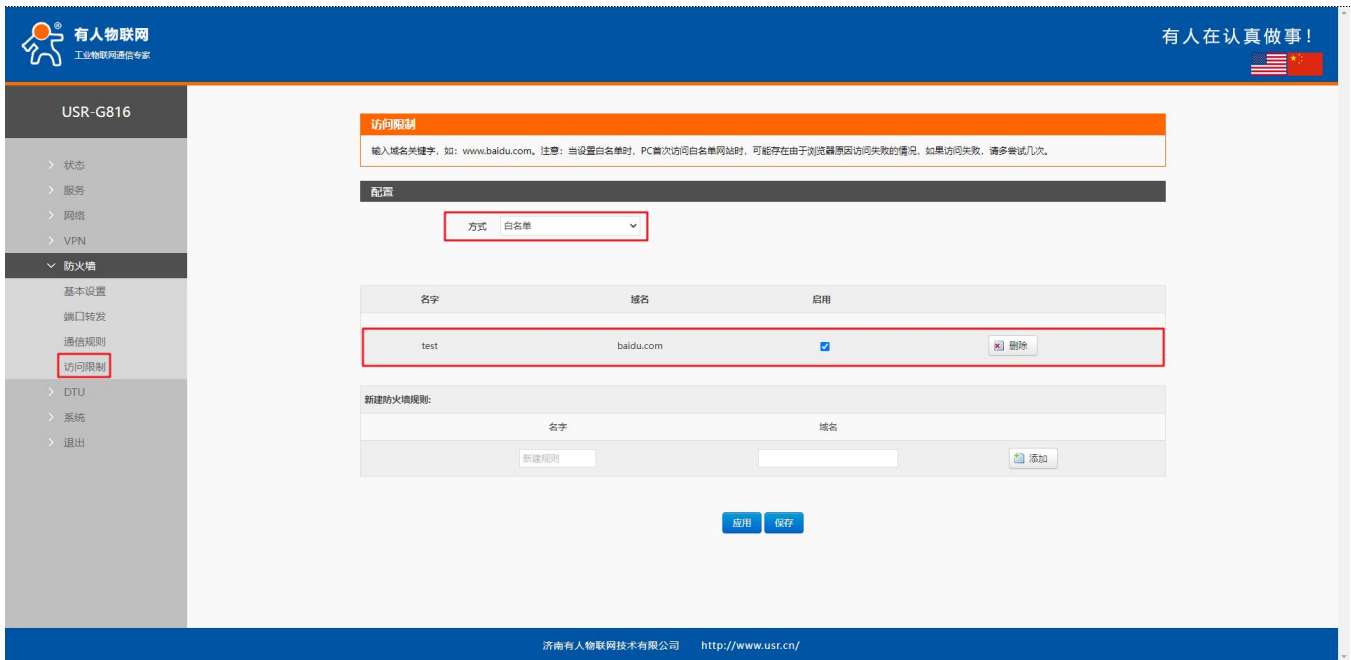 有人物联网
工业物联网通信专家
有人在认真做事！
USR-G816
状态
服务
网络
VPN
防火墙
基本设置
端口转发
通信规则
访问限制
DTU
系统
退出
访问限制
输入域名关键字，如：www.baidu.com。注意：当设置白名单时，PC首次访问白名单网站时，可能存在由于浏览器原因访问失败的情况，如果访问失败，请多尝试几次。
配置
方式 白名单
名字 域名 启用
test baidu.com 删除
新建防火墙规则:
名字 域名
新建规则 添加
应用 保存
济南有人物联网技术有限公司 http://www.usr.cn/